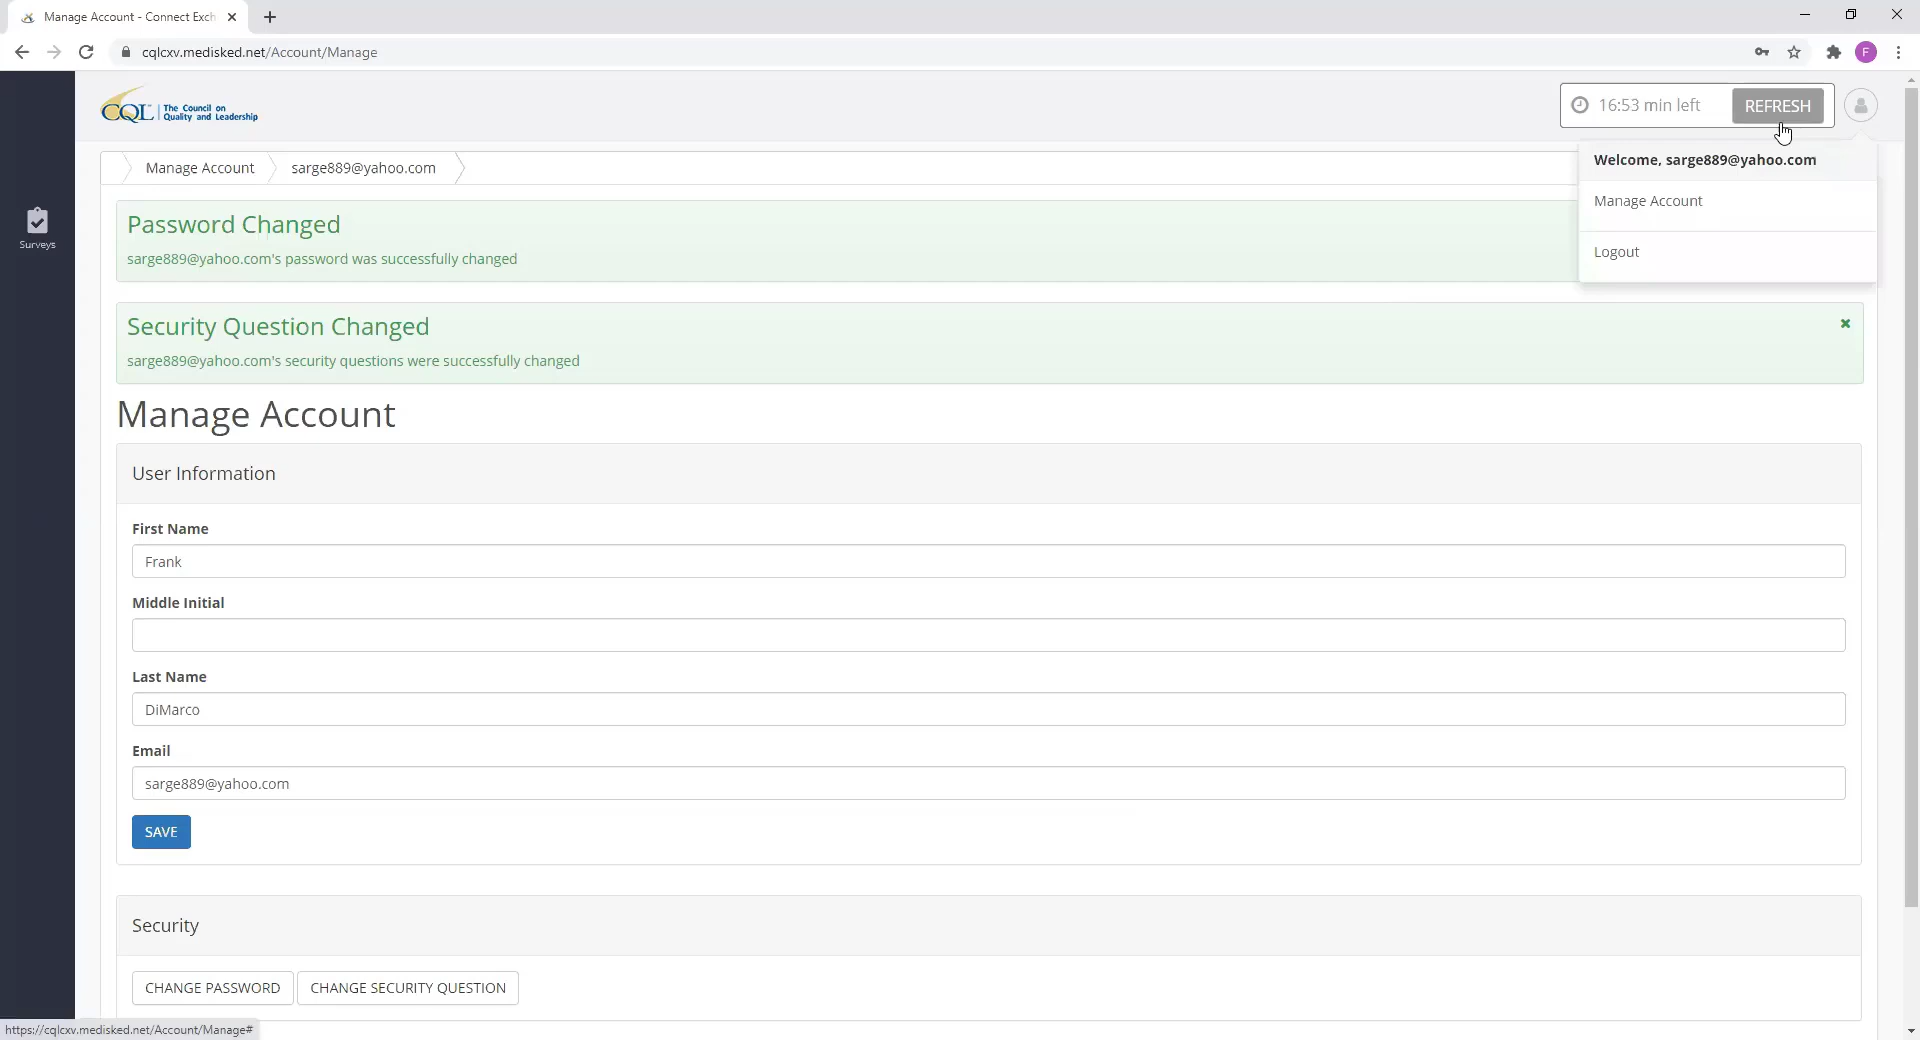 Manage Account - Connect Exch
cqlcxv.medisked.net/Account/Manage
F
CQL The Council on
Quality and Leadership
16:53 min left REFRESH
Welcome, sarge889@yahoo.com
Manage Account
Logout
Surveys
Manage Account sarge889@yahoo.com
Password Changed
sarge889@yahoo.com's password was successfully changed
Security Question Changed
sarge889@yahoo.com's security questions were successfully changed
Manage Account
User Information
First Name
Frank
Middle Initial
Last Name
DiMarco
Email
sarge889@yahoo.com
SAVE
Security
CHANGE PASSWORD CHANGE SECURITY QUESTION
https://cqlcxv.medisked.net/Account/Manage#